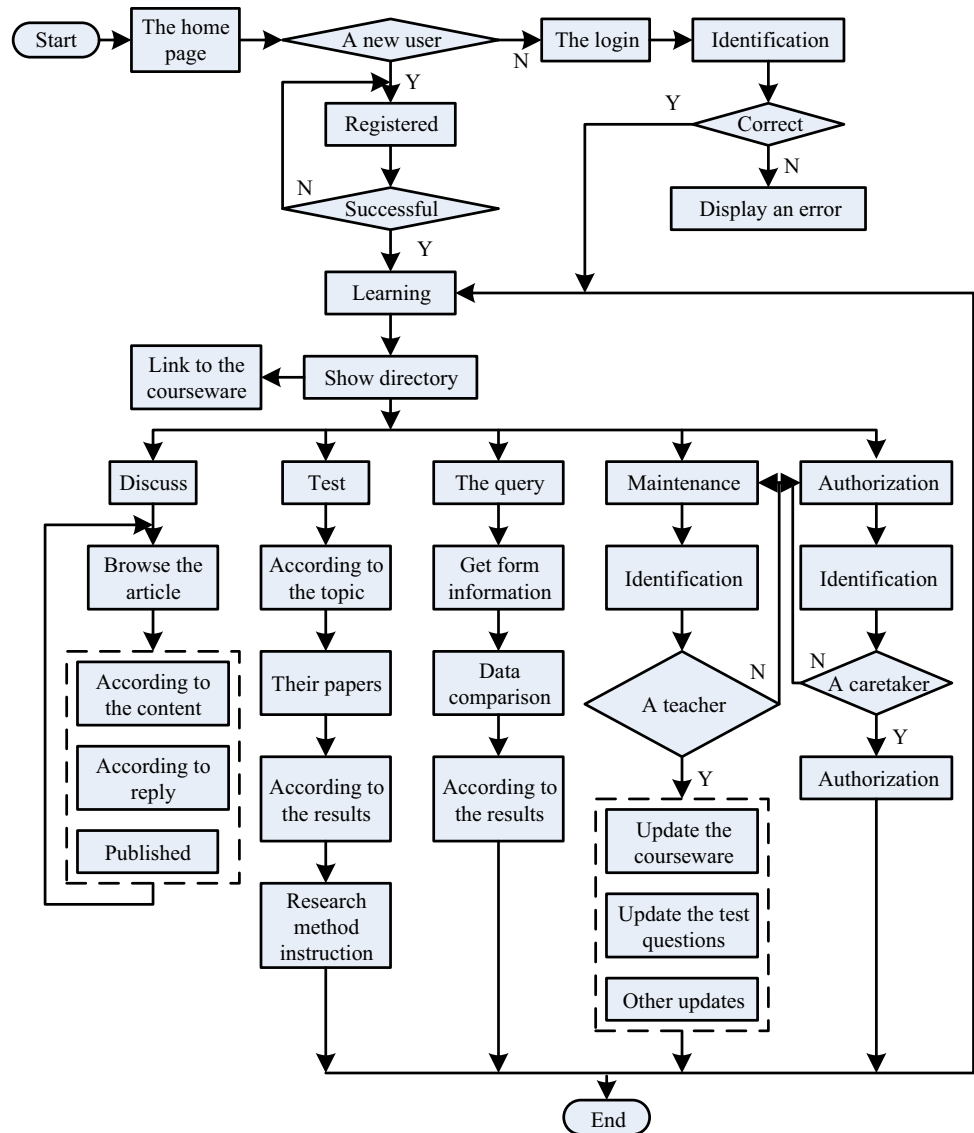 Start
The home
page
A new user
N
The login
Identification
Y
Registered
Y
Correct
N
N
Successful
Display an error
Y
Learning
Link to the
courseware
Show directory
Discuss
Test
The query
Maintenance
Authorization
Browse the
article
According to
the topic
Get form
information
Identification
Identification
According to
the content
Their papers
Data
comparison
A teacher
N
N
A caretaker
Y
According to
reply
According to
the results
According to
the results
Y
Authorization
Published
Update the
courseware
Research
method
instruction
Update the test
questions
Other updates
End